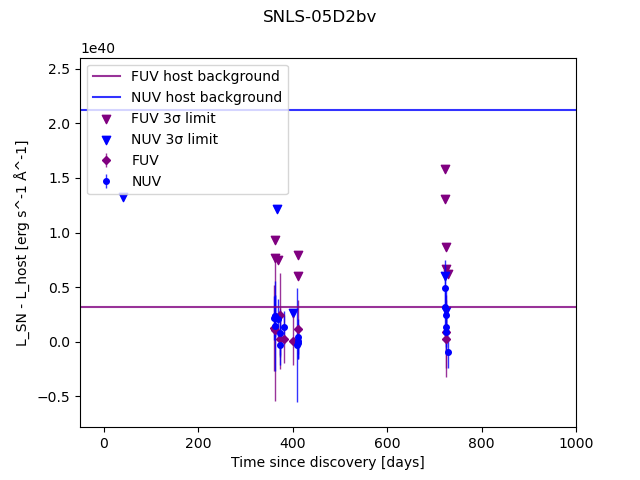 SNLS-05D2bv
1e40
2.5
2.0
1.5
1.0
0.5
0.0
−0.5
L_SN - L_host [erg s^-1 Å^-1]
FUV host background
NUV host background
FUV 3σ limit
NUV 3σ limit
FUV
NUV
0 200 400 600 800 1000
Time since discovery [days]